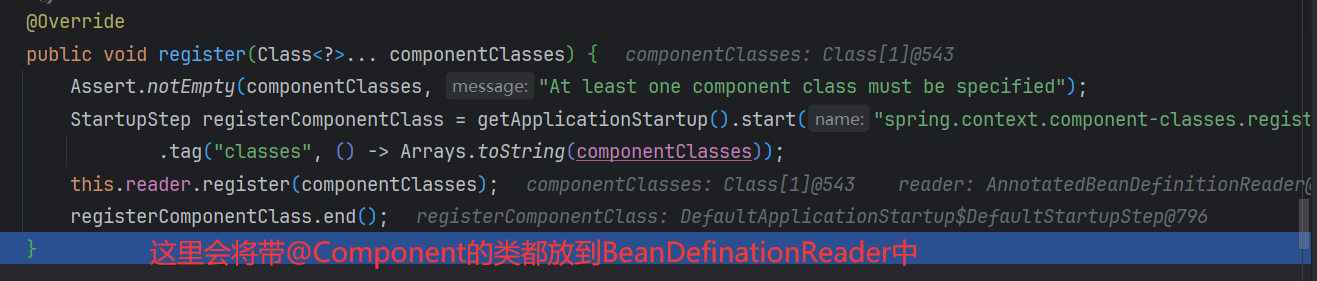 @Override
public void register(Class<?>... componentClasses) { componentClasses: Class[1]@543
Assert.notEmpty(componentClasses, message: "At least one component class must be specified");
StartupStep registerComponentClass = getApplicationStartup().start( name: "spring.context.component-classes.regist
.tag("classes", () -> Arrays.toString(componentClasses));
this.reader.register(componentClasses); componentClasses: Class[1]@543 reader: AnnotatedBeanDefinitionReader@
registerComponentClass.end(); registerComponentClass: DefaultApplicationStartup$DefaultStartupStep@796
} 这里会将带@Component的类都放到BeanDefinationReader中